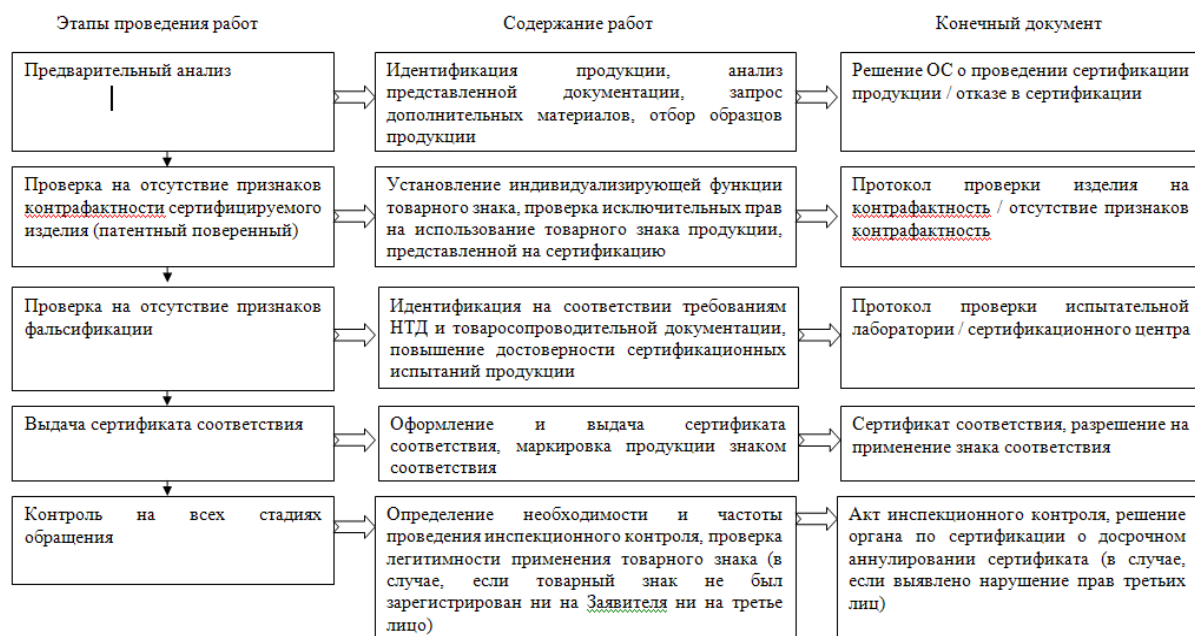 Этапы проведения работ
Содержание работ
Конечный документ
Предварительный анализ
Идентификация продукции, анализ
представленной документации, запрос
дополнительных материалов, отбор образцов
продукции
Решение ОС о проведении сертификации
продукции / отказе в сертификации
Проверка на отсутствие признаков
контрафактности сертифицируемого
изделия (патентный поверенный)
Установление индивидуализирующей функции
товарного знака, проверка исключительных прав
на использование товарного знака продукции,
представленной на сертификацию
Протокол проверки изделия на
контрафактность / отсутствие признаков
контрафактность
Проверка на отсутствие признаков
фальсификации
Идентификация на соответствии требованиям
НТД и товаросопроводительной документации,
повышение достоверности сертификационных
испытаний продукции
Протокол проверки испытательной
лаборатории / сертификационного центра
Выдача сертификата соответствия
Оформление и выдача сертификата
соответствия, маркировка продукции знаком
соответствия
Сертификат соответствия, разрешение на
применение знака соответствия
Контроль на всех стадиях
обращения
Определение необходимости и частоты
проведения инспекционного контроля, проверка
легитимности применения товарного знака (в
случае, если товарный знак не был
зарегистрирован ни на Заявителя ни на третье
лицо)
Акт инспекционного контроля, решение
органа по сертификации о досрочном
аннулировании сертификата (в случае,
если выявлено нарушение прав третьих
лиц)